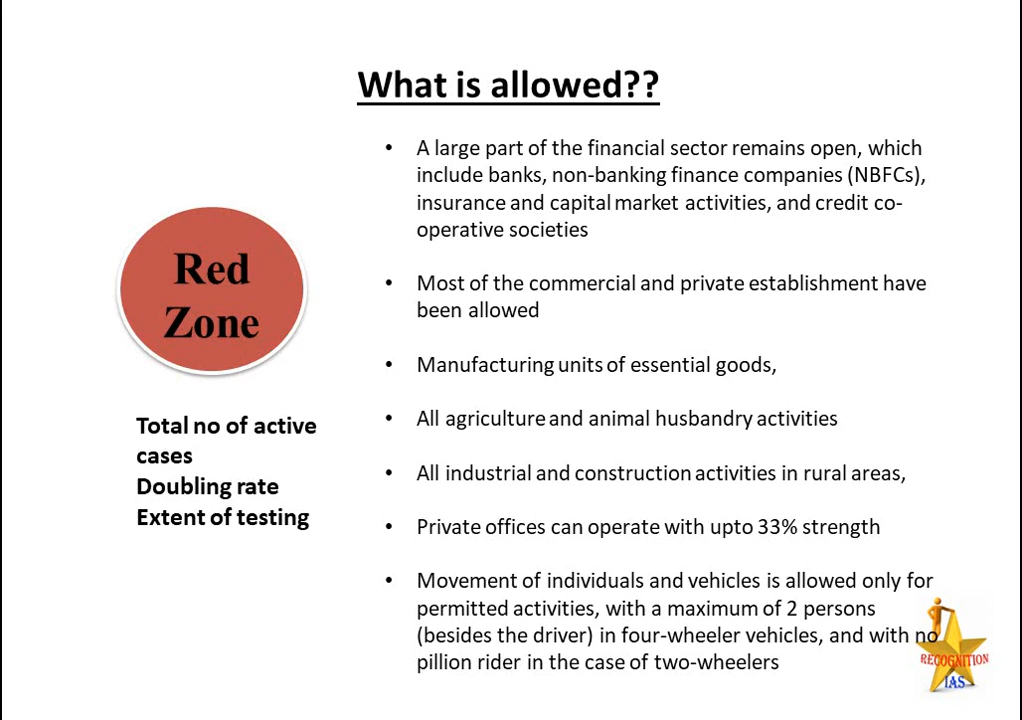 What is allowed??
Red
Zone
Total no of active
cases
Doubling rate
Extent of testing
• A large part of the financial sector remains open, which
include banks, non-banking finance companies (NBFCs),
insurance and capital market activities, and credit co-
operative societies
• Most of the commercial and private establishment have
been allowed
• Manufacturing units of essential goods,
• All agriculture and animal husbandry activities
• All industrial and construction activities in rural areas,
• Private offices can operate with upto 33% strength
• Movement of individuals and vehicles is allowed only for
permitted activities, with a maximum of 2 persons
(besides the driver) in four-wheeler vehicles, and with no
pillion rider in the case of two-wheelers
RECOGNITION
IAS